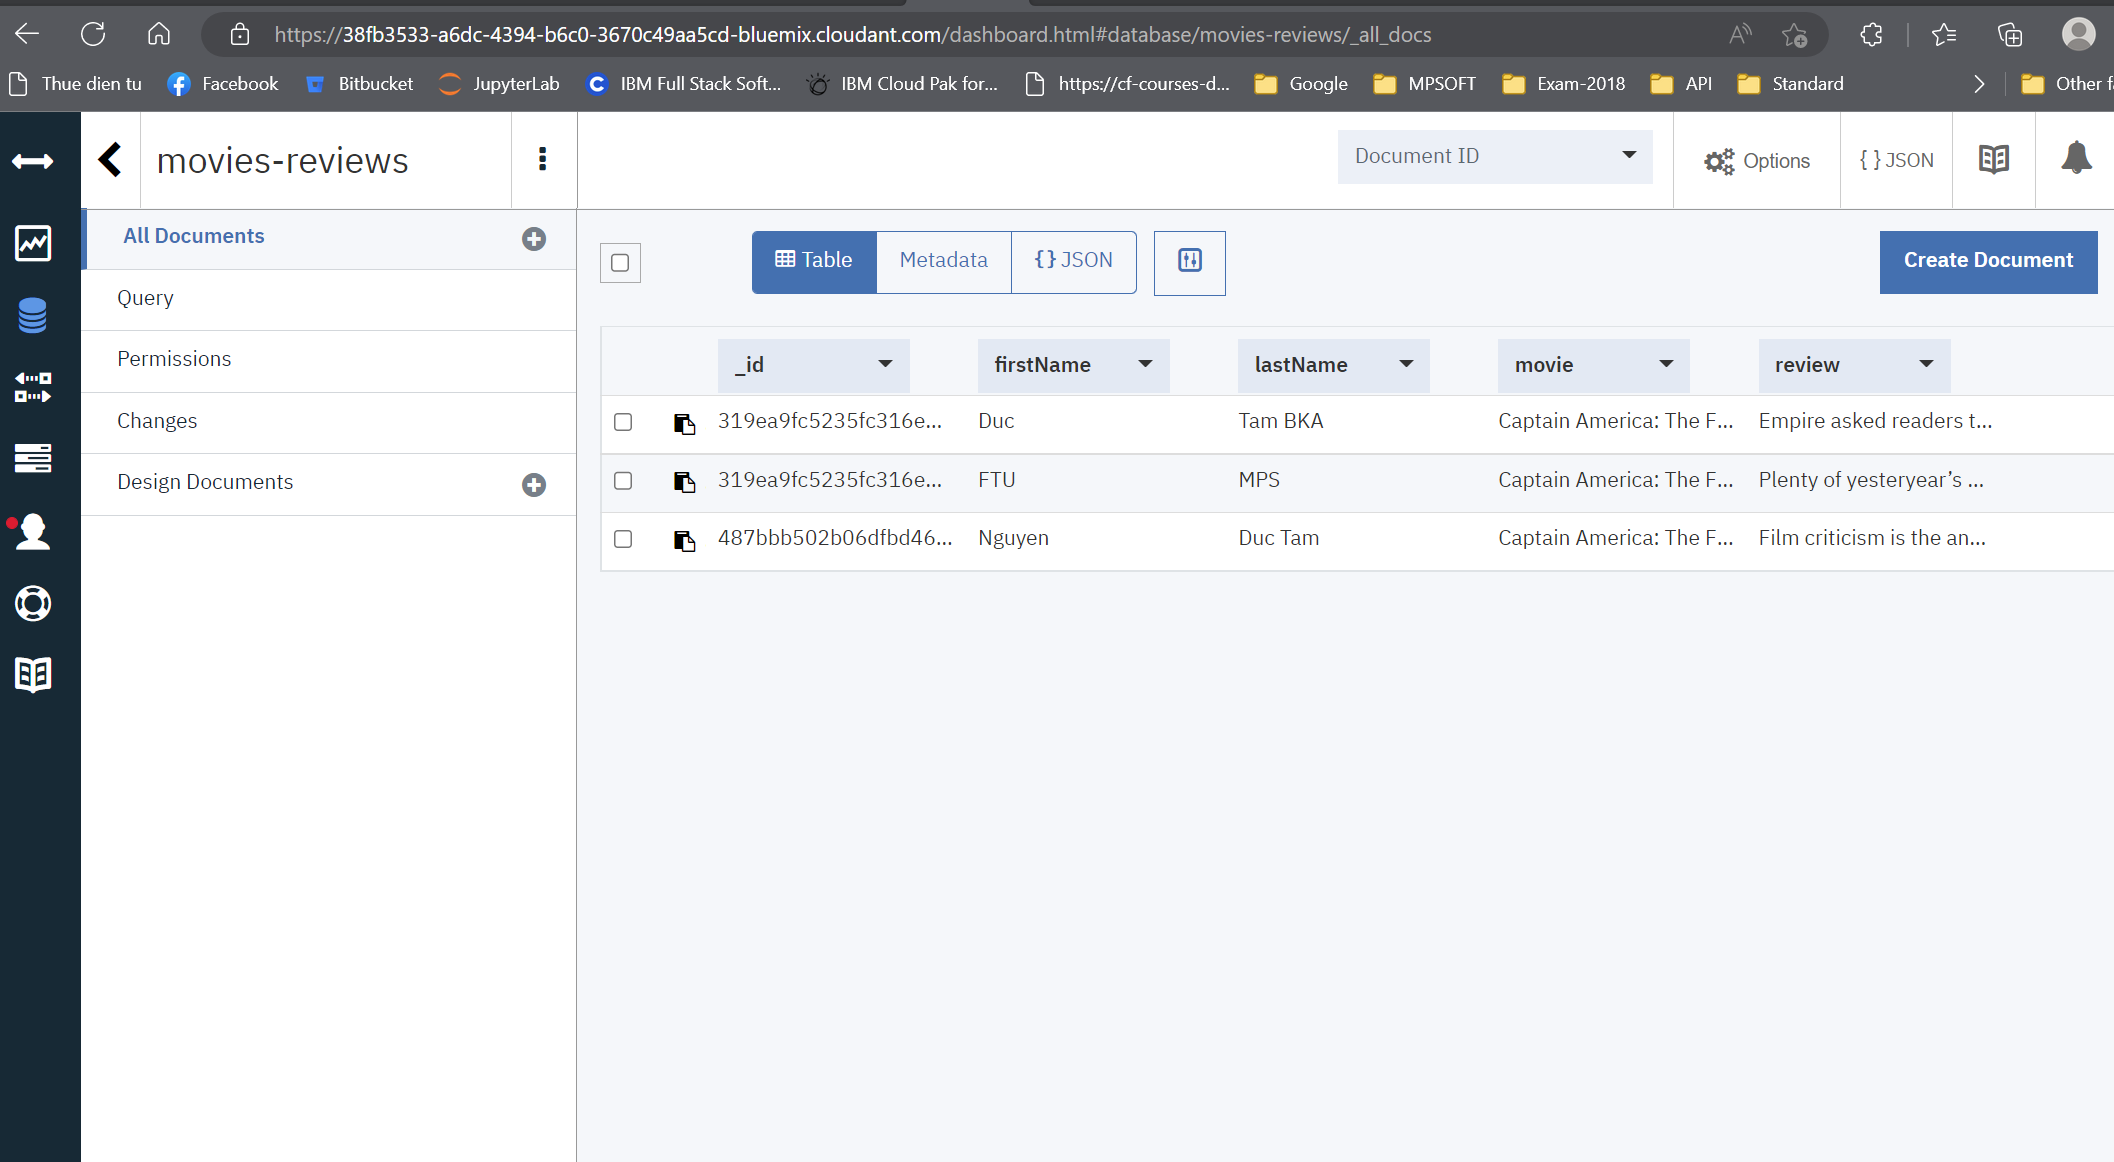 https://38fb3533-a6dc-4394-b6c0-3670c49aa5cd-bluemix.cloudant.com/dashboard.html#database/movies-reviews/_all_docs
Thue dien tu Facebook Bitbucket JupyterLab IBM Full Stack Soft... IBM Cloud Pak for... https://cf-courses-d... Google MPSOFT Exam-2018 API Standard Other f
movies-reviews Document ID Options { } JSON
All Documents
Query
Permissions
Changes
Design Documents
Table Metadata {} JSON Create Document
_id firstName lastName movie review
319ea9fc5235fc316e... Duc Tam BKA Captain America: The F... Empire asked readers t...
319ea9fc5235fc316e... FTU MPS Captain America: The F... Plenty of yesteryear’s ...
487bbb502b06dfbd46... Nguyen Duc Tam Captain America: The F... Film criticism is the an...